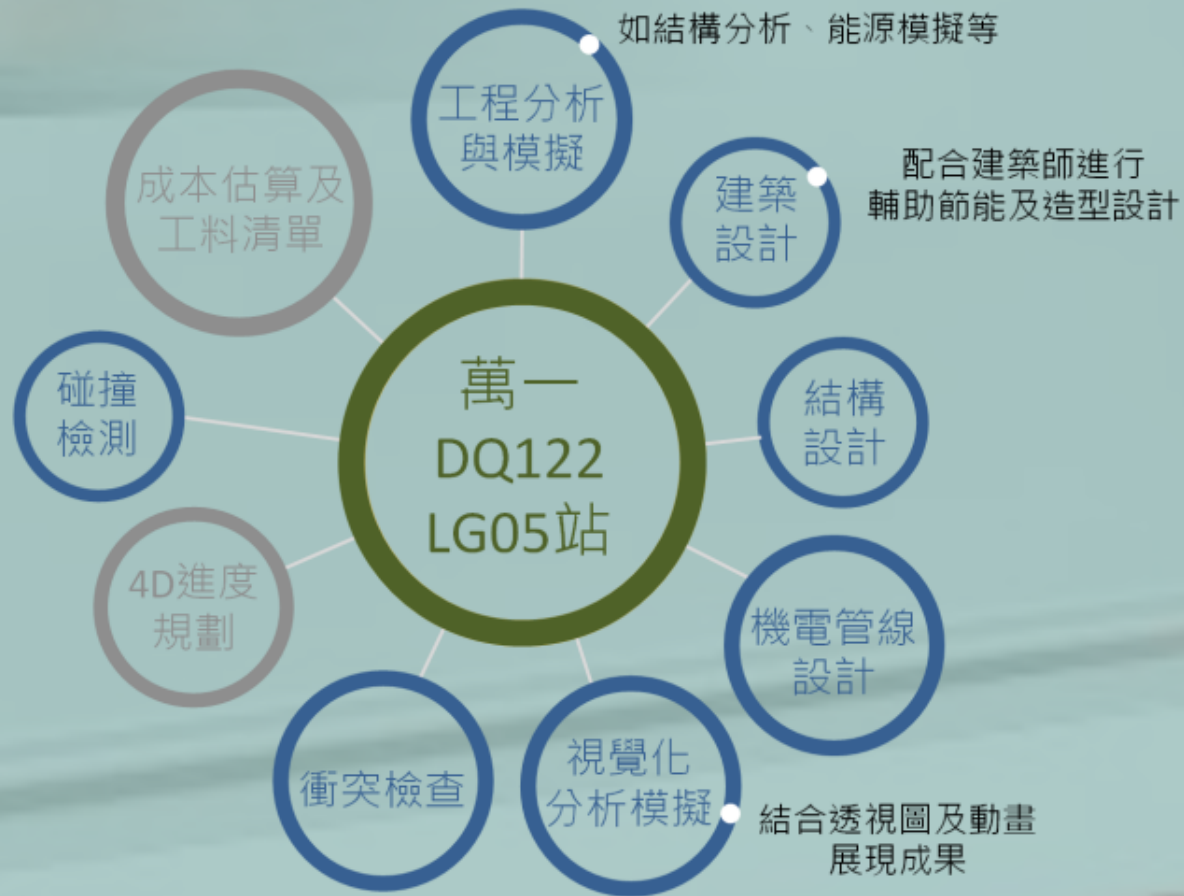 如結構分析、能源模擬等
工程分析
與模擬
配合建築師進行
輔助節能及造型設計
建築
設計
成本估算及
工料清單
萬一
DQ122
LG05站
結構
設計
碰撞
檢測
4D進度
規劃
機電管線
設計
衝突檢查
視覺化
分析模擬
結合透視圖及動畫
展現成果